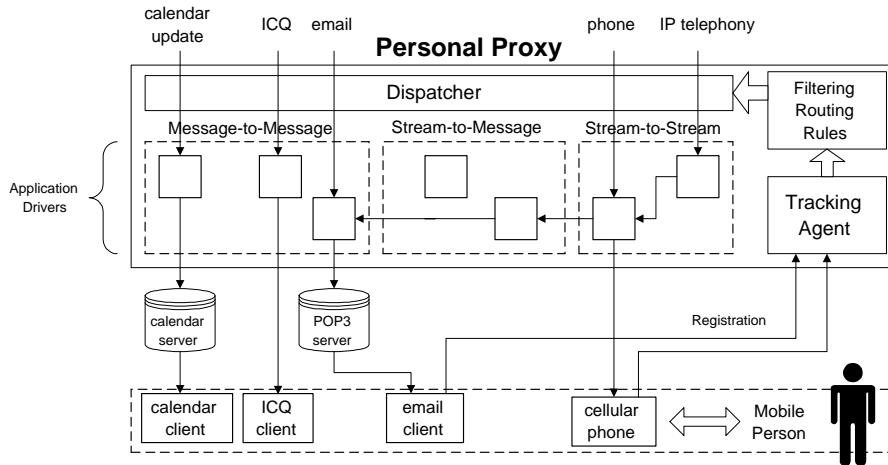 calendar
update
ICQ
email
phone
IP telephony
Personal Proxy
Dispatcher
Filtering
Routing
Rules
Message-to-Message
Stream-to-Message
Stream-to-Stream
Application
Drivers
Tracking
Agent
calendar
server
POP3
server
Registration
calendar
client
ICQ
client
email
client
cellular
phone
Mobile
Person